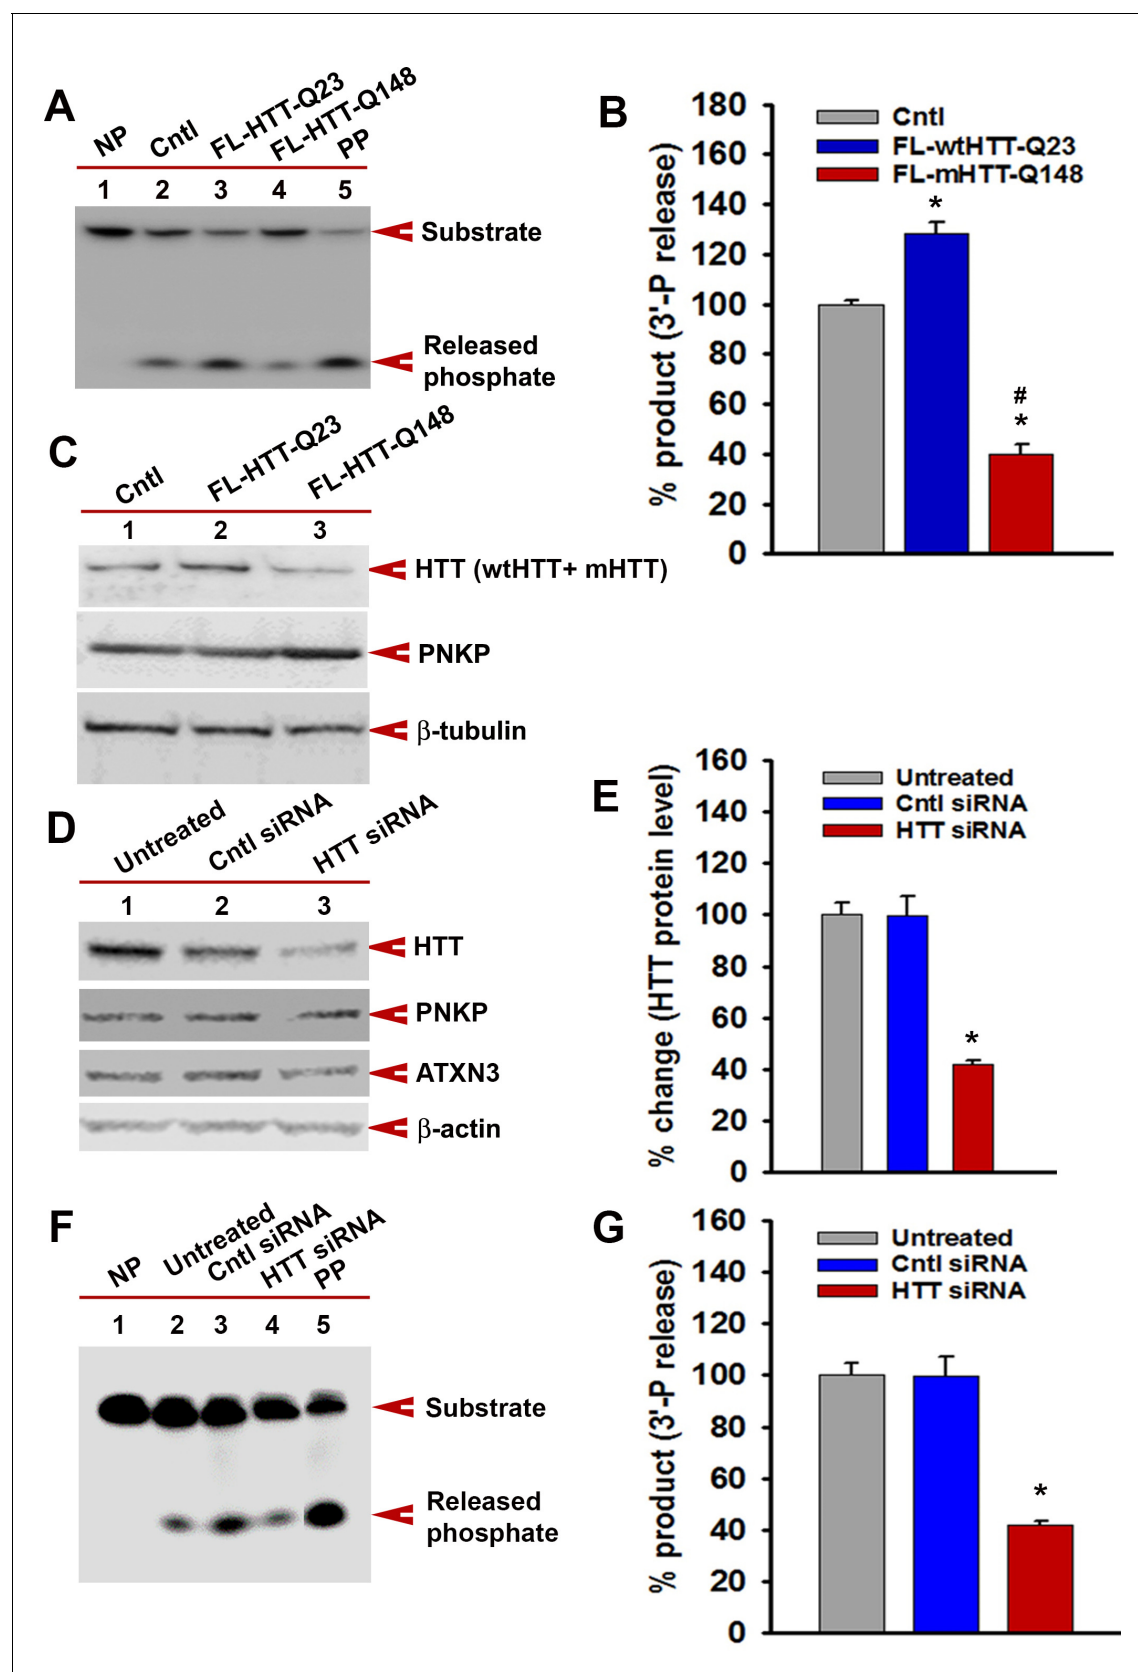 A
NP
Cntl
FL-HTT-Q23
FL-HTT-Q148
PP
1 2 3 4 5
Substrate
Released
phosphate
B
% product (3'-P release)
180
160
140
120
100
80
60
40
20
0
Cntl
FL-wtHTT-Q23
FL-mHTT-Q148
*
#
*
C
Cntl
FL-HTT-Q23
FL-HTT-Q148
1 2 3
HTT (wtHTT+ mHTT)
PNKP
β-tubulin
D
Untreated
Cntl siRNA
HTT siRNA
1 2 3
HTT
PNKP
ATXN3
β-actin
E
% change (HTT protein level)
160
140
120
100
80
60
40
20
0
Untreated
Cntl siRNA
HTT siRNA
*
F
NP
Untreated
Cntl siRNA
HTT siRNA
PP
1 2 3 4 5
Substrate
Released
phosphate
G
% product (3'-P release)
160
140
120
100
80
60
40
20
0
Untreated
Cntl siRNA
HTT siRNA
*